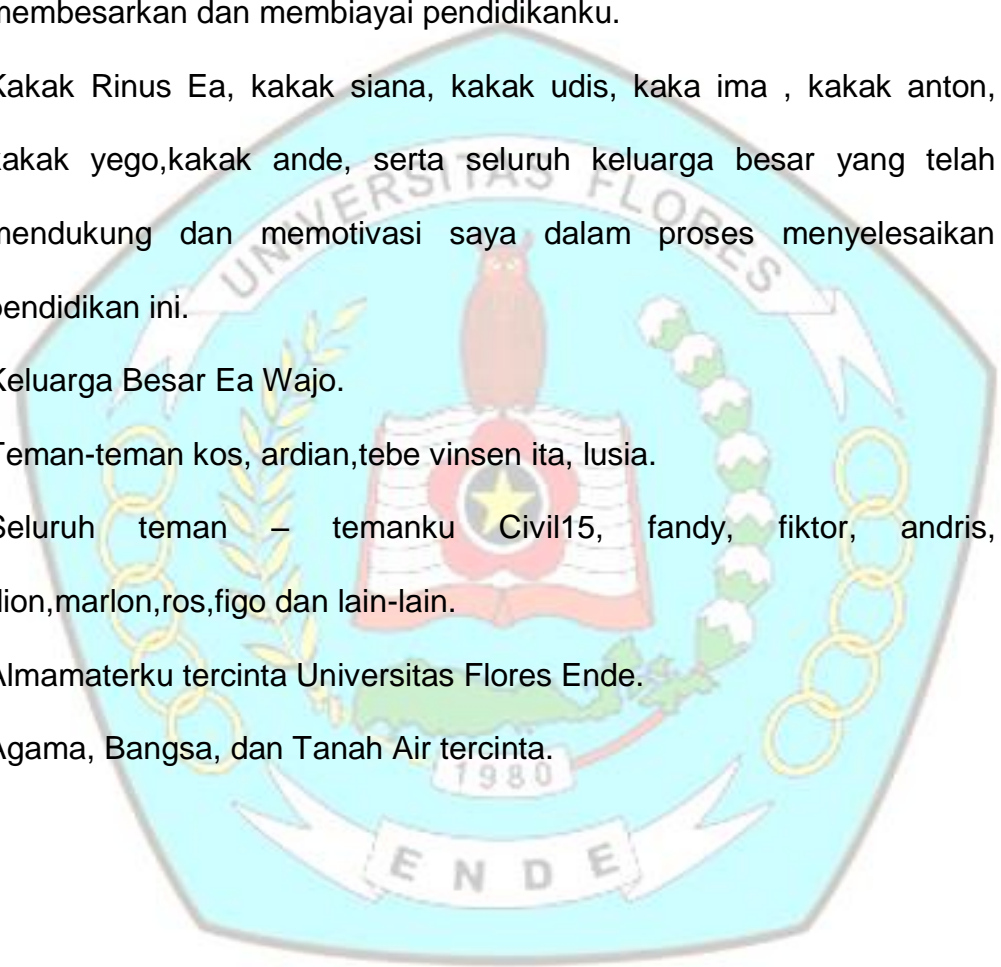 membesarkan dan membiayai pendidikanku.
Kakak Rinus Ea, kakak siana, kakak udis, kaka ima , kakak anton,
kakak yego,kakak ande, serta seluruh keluarga besar yang telah
mendukung dan memotivasi saya dalam proses menyelesaikan
pendidikan ini.
Keluarga Besar Ea Wajo.
Teman-teman kos, ardian,tebe vinsen ita, lusia.
Seluruh teman – temanku Civil15, fandy, fiktor, andris,
dion,marlon,ros,figo dan lain-lain.
Almamaterku tercinta Universitas Flores Ende.
Agama, Bangsa, dan Tanah Air tercinta.
UNIVERSITAS FLORES
1980
ENDE